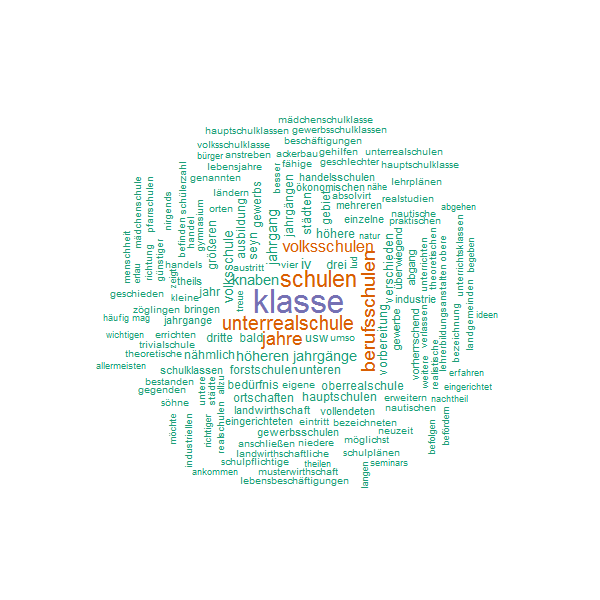 mädchenschulklasse
hauptschulklassen gewerbsschulklassen
volksschulklasse beschäftigungen
bürger anstreben ackerbau gehilfen unterrealschulen
lebensjahre besser fähige geschlechter hauptschulklasse
genannten handelsschulen lehrplänen
ländern gewerbs jahrgängen ökonomischen nähe
absolvirt realstudien
orten städten gebiet mehreren nautische abgehen
mädchenschule pfarrschulen nirgends schülerzahl befinden handel gymnasium
größeren ausbildung seyn jahrgang höhere einzelne praktischen
menschheit erlau richtung günstiger
volksschule volksschulen natur
verschieden überwiegend abgang unterrichten theoretischen obere unterrichtsklassen begeben
handels austritt vier iv drei lud
zeigte theils knaben schulen berufsschulen
geschieden kleine jahr treue klasse industrie
zöglingen bringen vorbereitung gewerbe vorherrschend verlassen lehrerbildungsanstalten bezeichnung landgemeinden
häufig mag jahrgange unterrealschule ideen
wichtigen errichten dritte bald jahre usw umso
trivialschule
theoretische nähmlich höheren jahrgänge weitere realistische
allermeisten schulklassen forstschulen unteren erfahren
bestanden untere städte allzu bedürfnis eigene oberrealschule eingerichtet
gegenden ortschaften hauptschulen erweitern nachtheil
söhne landwirthschaft vollendeten nautischen
möchte industriellen richtiger realschulen eingerichteten eintritt bezeichneten befolgen befördern
gewerbsschulen neuzeit
anschließen niedere möglichst
landwirthschaftliche schulplänen
schulpflichtige theilen langen seminars
ankommen musterwirthschaft
lebensbeschäftigungen